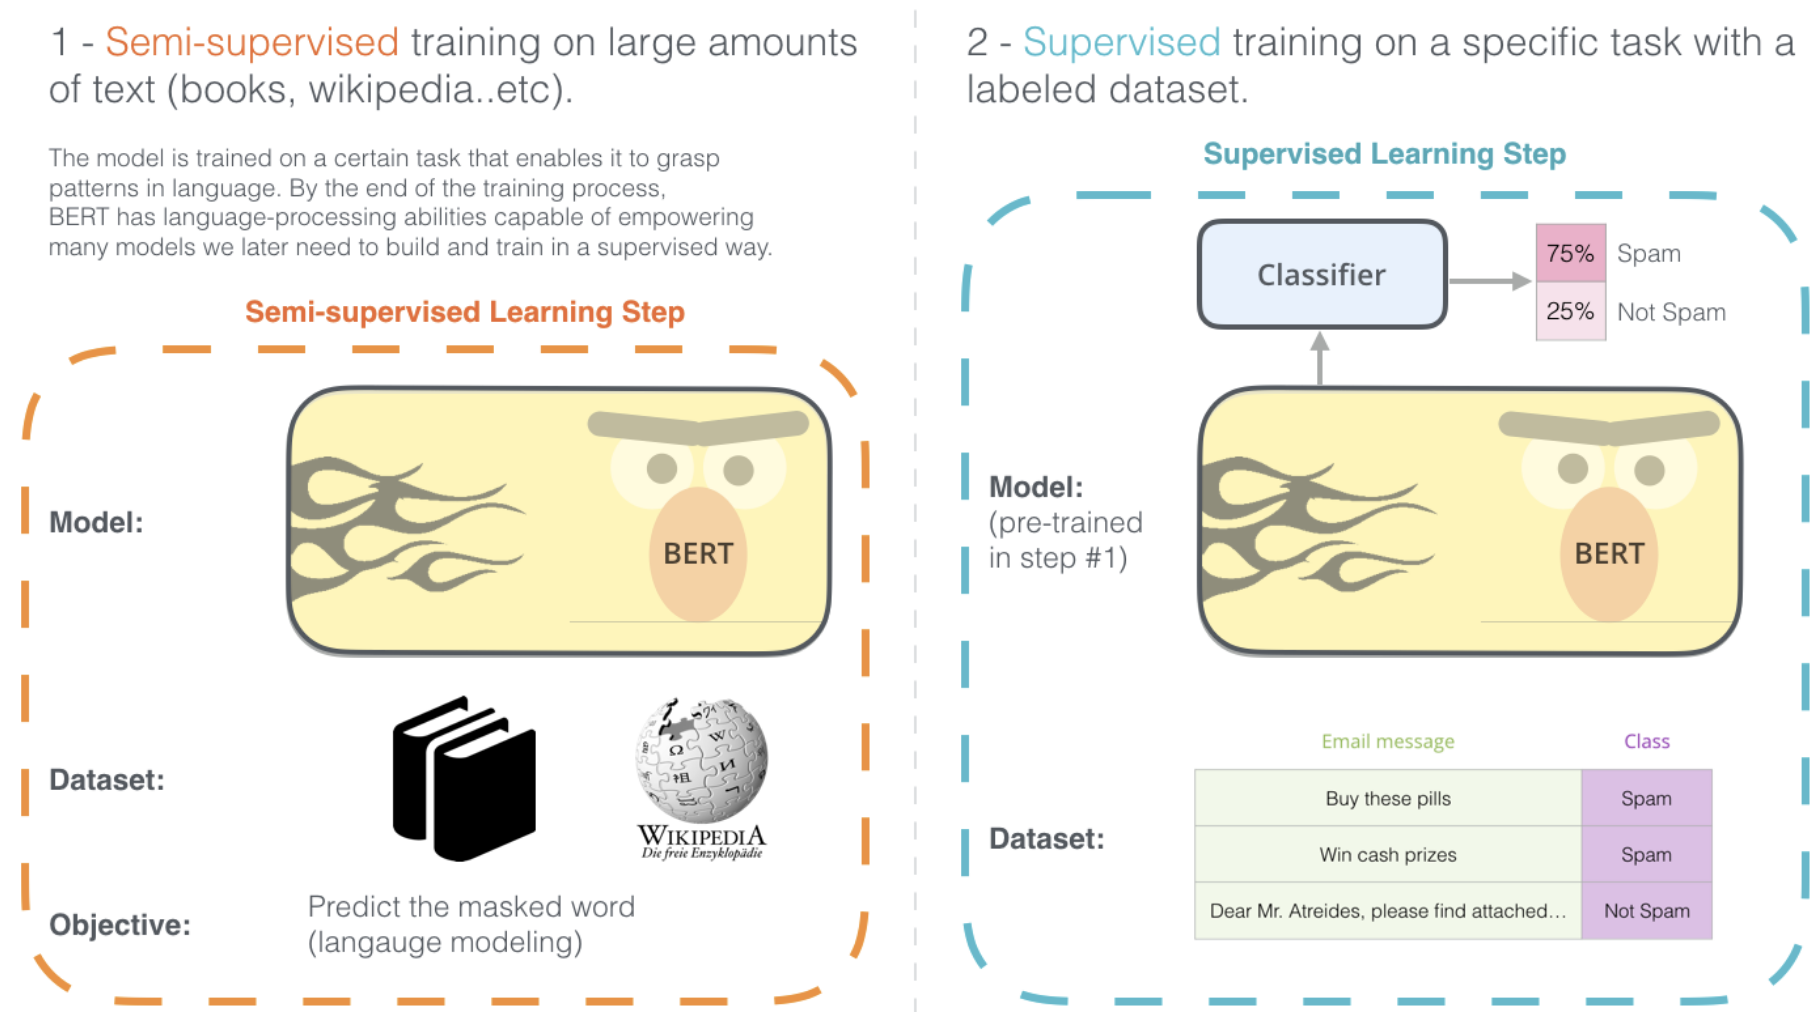 1 - Semi-supervised training on large amounts
of text (books, wikipedia..etc).
The model is trained on a certain task that enables it to grasp
patterns in language. By the end of the training process,
BERT has language-processing abilities capable of empowering
many models we later need to build and train in a supervised way.
Semi-supervised Learning Step
Model:
BERT
Dataset:
WIKIPEDIA
Die freie Enzyklopädie
Objective:
Predict the masked word
(langauge modeling)
2 - Supervised training on a specific task with a
labeled dataset.
Supervised Learning Step
Classifier
75% Spam
25% Not Spam
Model:
(pre-trained
in step #1)
BERT
Dataset:
Email message Class
Buy these pills Spam
Win cash prizes Spam
Dear Mr. Atreides, please find attached... Not Spam